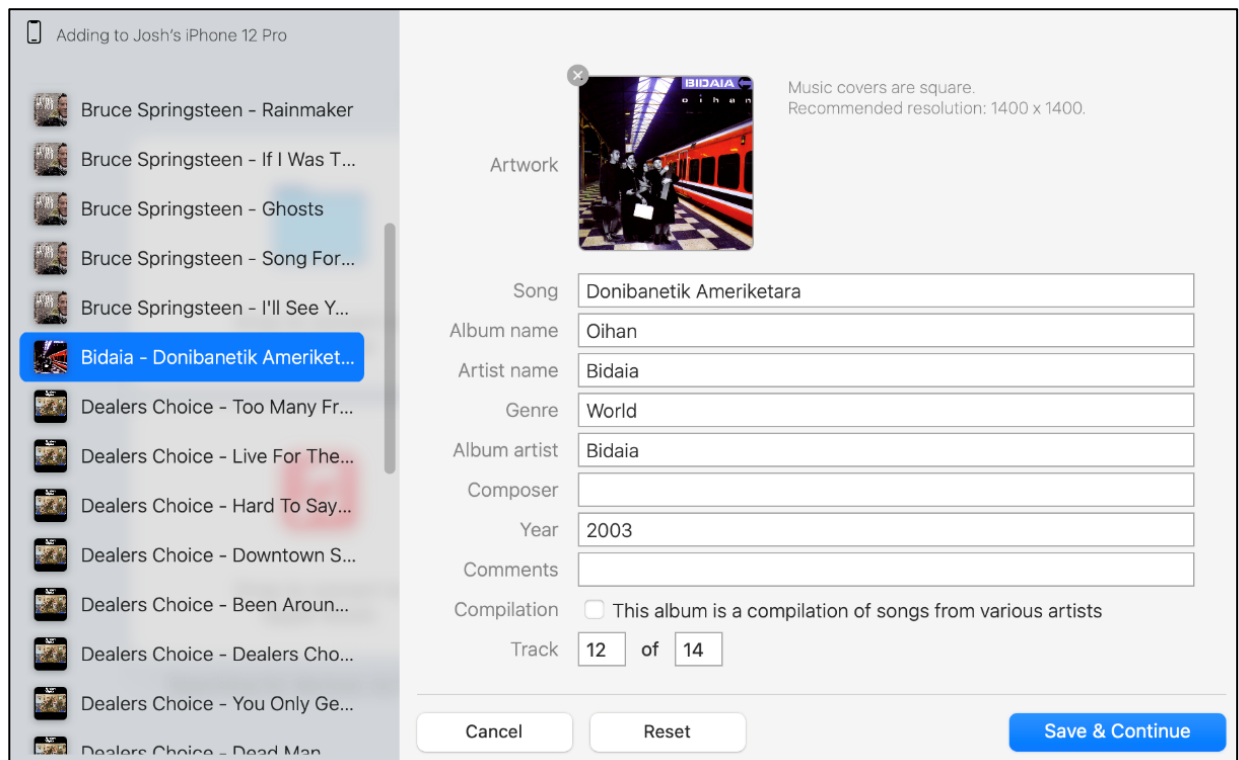 Adding to Josh's iPhone 12 Pro
Bruce Springsteen - Rainmaker
Bruce Springsteen - If I Was T...
Bruce Springsteen - Ghosts
Bruce Springsteen - Song For...
Bruce Springsteen - I'll See Y...
Bidaia - Donibanetik Ameriket...
Dealers Choice - Too Many Fr...
Dealers Choice - Live For The...
Dealers Choice - Hard To Say...
Dealers Choice - Downtown S...
Dealers Choice - Been Aroun...
Dealers Choice - Dealers Cho...
Dealers Choice - You Only Ge...
Dealers Choice - Dead Man
Artwork
BIDAIA
oihan
Music covers are square.
Recommended resolution: 1400 x 1400.
Song Donibanetik Ameriketara
Album name Oihan
Artist name Bidaia
Genre World
Album artist Bidaia
Composer
Year 2003
Comments
Compilation This album is a compilation of songs from various artists
Track 12 of 14
Cancel Reset Save & Continue